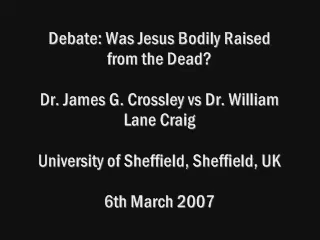 Debate: Was Jesus Bodily Raised
from the Dead?
Dr. James G. Crossley vs Dr. William
Lane Craig
University of Sheffield, Sheffield, UK
6th March 2007